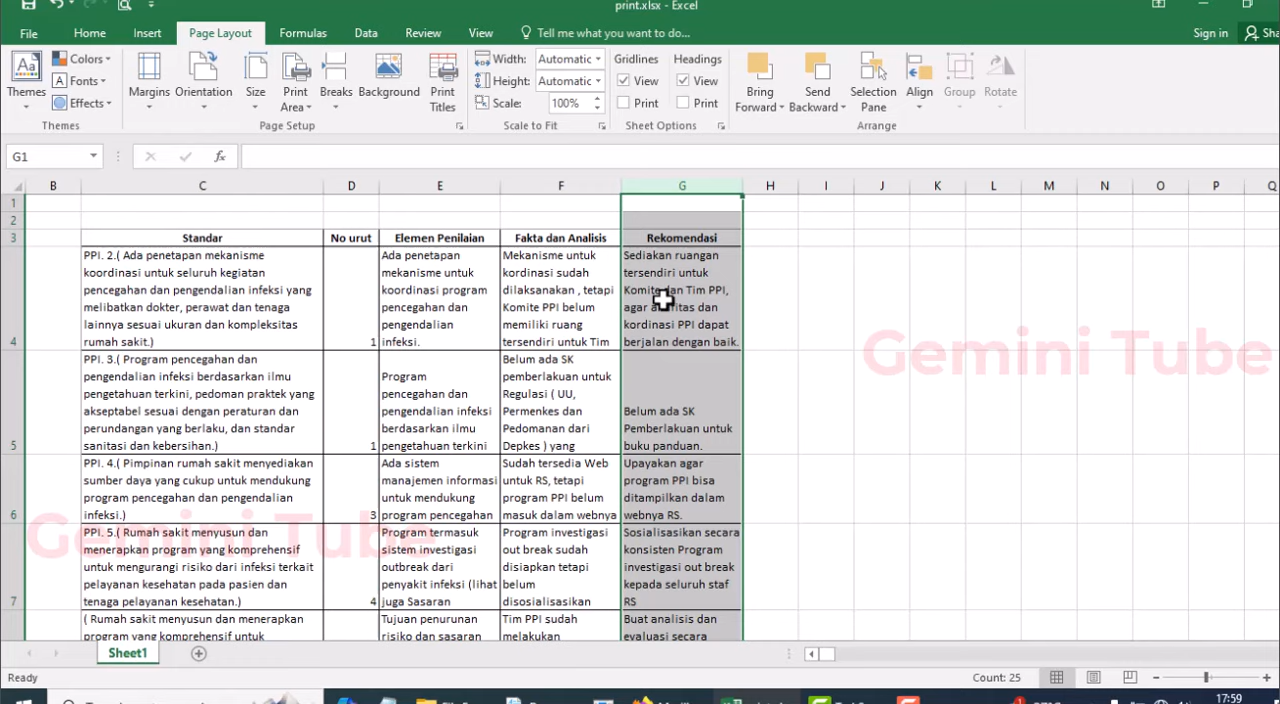 print.xlsx - Excel
File Home Insert Page Layout Formulas Data Review View Tell me what you want to do... Sign in
Themes
Colors
Fonts
Effects
Themes
Margins
Orientation
Size
Print Area
Breaks
Background
Print Titles
Page Setup
Width: Automatic
Height: Automatic
Scale: 100%
Scale to Fit
Gridlines
View
Print
Headings
View
Print
Sheet Options
Bring Forward
Send Backward
Selection Pane
Align
Group
Rotate
Arrange
G1
fx
B C D E F G H I J K L M N O P Q
1
2
3
Standar
No urut
Elemen Penilaian
Fakta dan Analisis
Rekomendasi
4
PPI. 2.( Ada penetapan mekanisme
koordinasi untuk seluruh kegiatan
pencegahan dan pengendalian infeksi yang
melibatkan dokter, perawat dan tenaga
lainnya sesuai ukuran dan kompleksitas
rumah sakit.)
1
Ada penetapan
mekanisme untuk
koordinasi program
pencegahan dan
pengendalian
infeksi.
Mekanisme untuk
kordinasi sudah
dilaksanakan , tetapi
Komite PPI belum
memiliki ruang
tersendiri untuk Tim
Sediakan ruangan
tersendiri untuk
Komite dan Tim PPI,
agar
dan
kordinasi PPI dapat
berjalan dengan baik.
5
PPI. 3.( Program pencegahan dan
pengendalian infeksi berdasarkan ilmu
pengetahuan terkini, pedoman praktek yang
akseptabel sesuai dengan peraturan dan
perundangan yang berlaku, dan standar
sanitasi dan kebersihan.)
1
Program
pencegahan dan
pengendalian infeksi
berdasarkan ilmu
pengetahuan terkini
Belum ada SK
pemberlakuan untuk
Regulasi ( UU,
Permenkes dan
Pedomanan dari
Depkes ) yang
Belum ada SK
Pemberlakuan untuk
buku panduan.
6
PPI. 4.( Pimpinan rumah sakit menyediakan
sumber daya yang cukup untuk mendukung
program pencegahan dan pengendalian
infeksi.)
3
Ada sistem
manajemen informasi
untuk mendukung
program pencegahan
Sudah tersedia Web
untuk RS, tetapi
program PPI belum
masuk dalam webnya
Upayakan agar
program PPI bisa
ditampilkan dalam
webnya RS.
7
PPI. 5.( Rumah sakit menyusun dan
menerapkan program yang komprehensif
untuk mengurangi risiko dari infeksi terkait
pelayanan kesehatan pada pasien dan
tenaga pelayanan kesehatan.)
4
Program termasuk
sistem investigasi
outbreak dari
penyakit infeksi (lihat
juga Sasaran
Program investigasi
out break sudah
disiapkan tetapi
belum
disosialisasikan
Sosialisasikan secara
konsisten Program
investigasi out break
kepada seluruh staf
RS
( Rumah sakit menyusun dan menerapkan
program yang komprehensif untuk
Tujuan penurunan
risiko dan sasaran
Tim PPI sudah
melakukan
Buat analisis dan
evaluasi secara
Gemini Tube
Gemini Tube
Sheet1
Ready
Count: 25
17:59